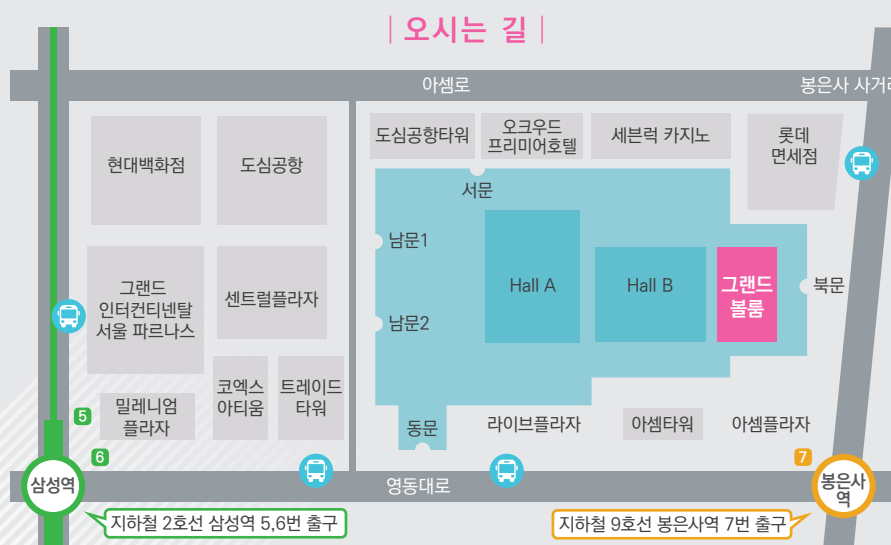 오시는 길
아셈로
봉은사 사거리
현대백화점
도심공항
도심공항타워
오크우드
프리미어호텔
세븐럭 카지노
롯데
면세점
서문
남문1
남문2
Hall A
Hall B
그랜드
볼룸
북문
그랜드
인터컨티넨탈
서울 파르나스
센트럴플라자
밀레니엄
플라자
코엑스
아티움
트레이드
타워
동문
라이브플라자
아셈타워
아셈플라자
5
6
7
삼성역
영동대로
봉은사
역
지하철 2호선 삼성역 5,6번 출구
지하철 9호선 봉은사역 7번 출구